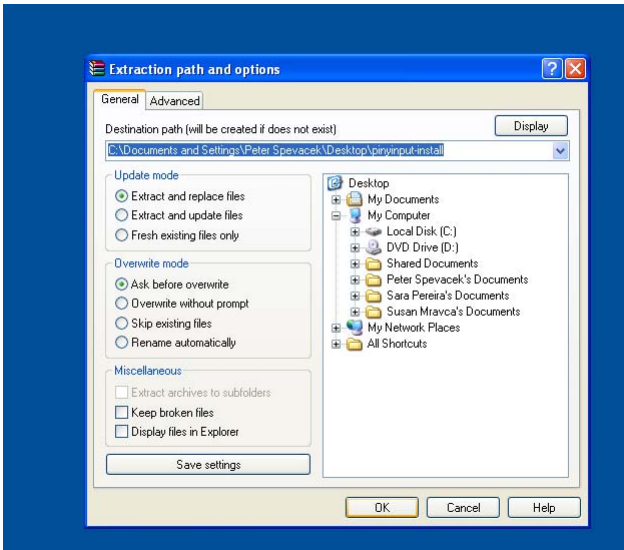 Extraction path and options
General Advanced
Destination path (will be created if does not exist)
Display
C:\Documents and Settings\Peter Spevacek\Desktop\pinyinput-install
Update mode
Extract and replace files
Extract and update files
Fresh existing files only
Overwrite mode
Ask before overwrite
Overwrite without prompt
Skip existing files
Rename automatically
Miscellaneous
Extract archives to subfolders
Keep broken files
Display files in Explorer
Save settings
Desktop
My Documents
My Computer
Local Disk (C:)
DVD Drive (D:)
Shared Documents
Peter Spevacek's Documents
Sara Pereira's Documents
Susan Mravca's Documents
My Network Places
All Shortcuts
OK Cancel Help